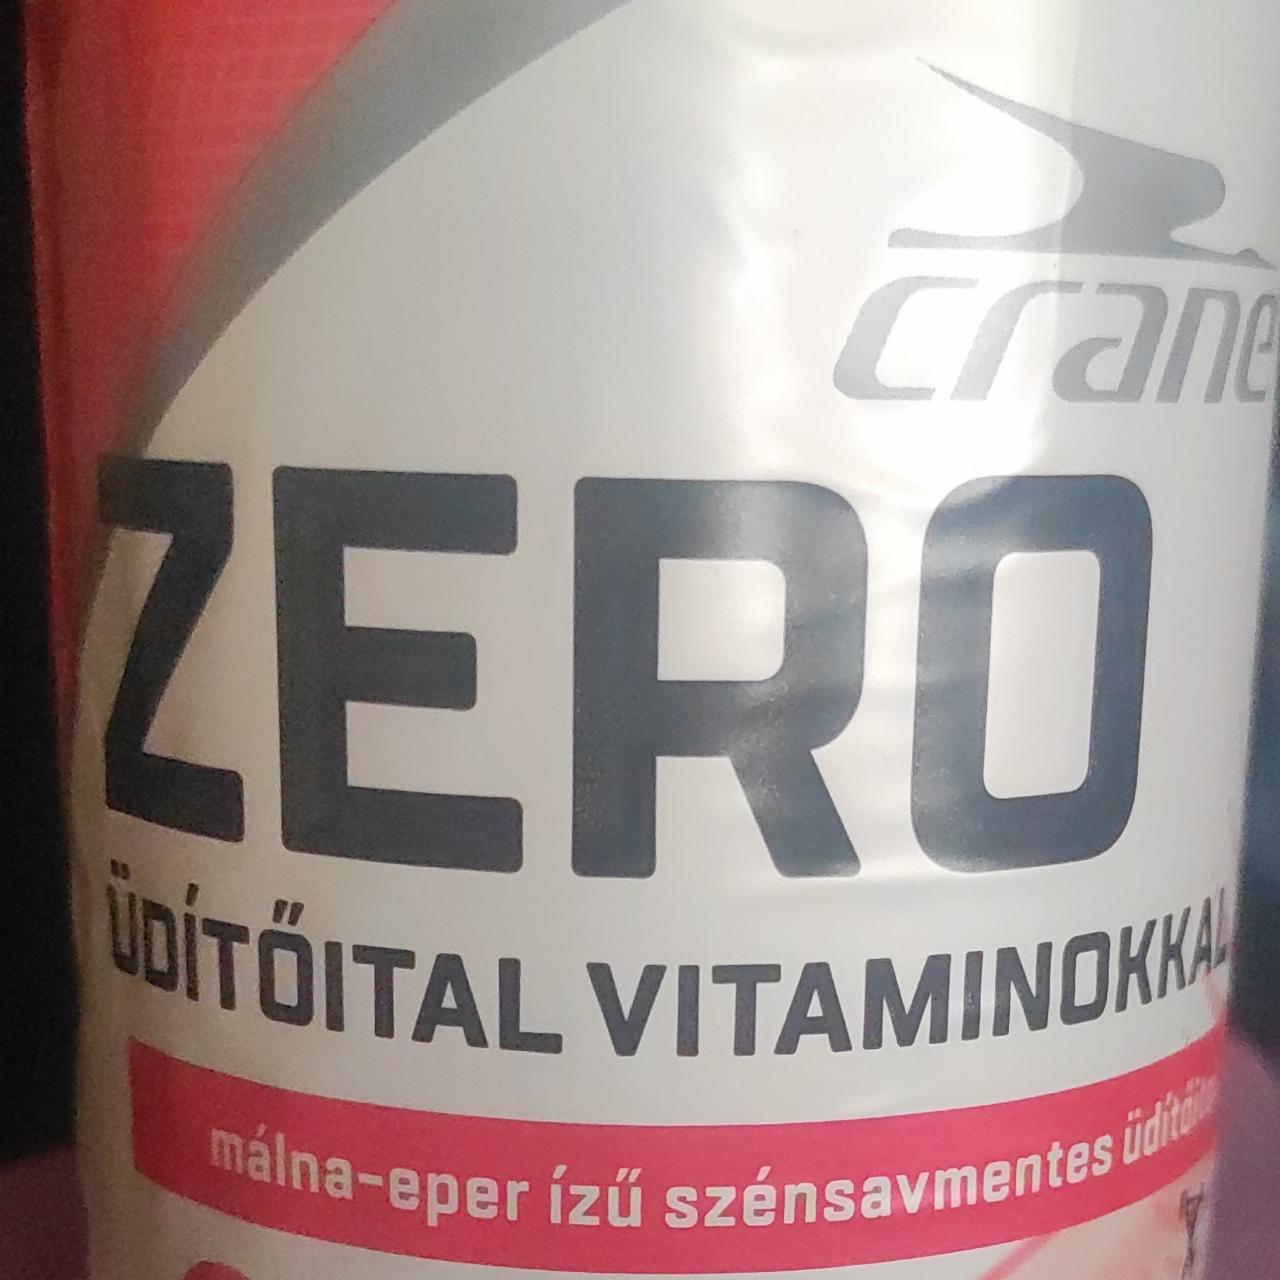 crane
ZERO
ÜDÍTŐITAL VITAMINOKKAL
málna-eper ízű szénsavmentes